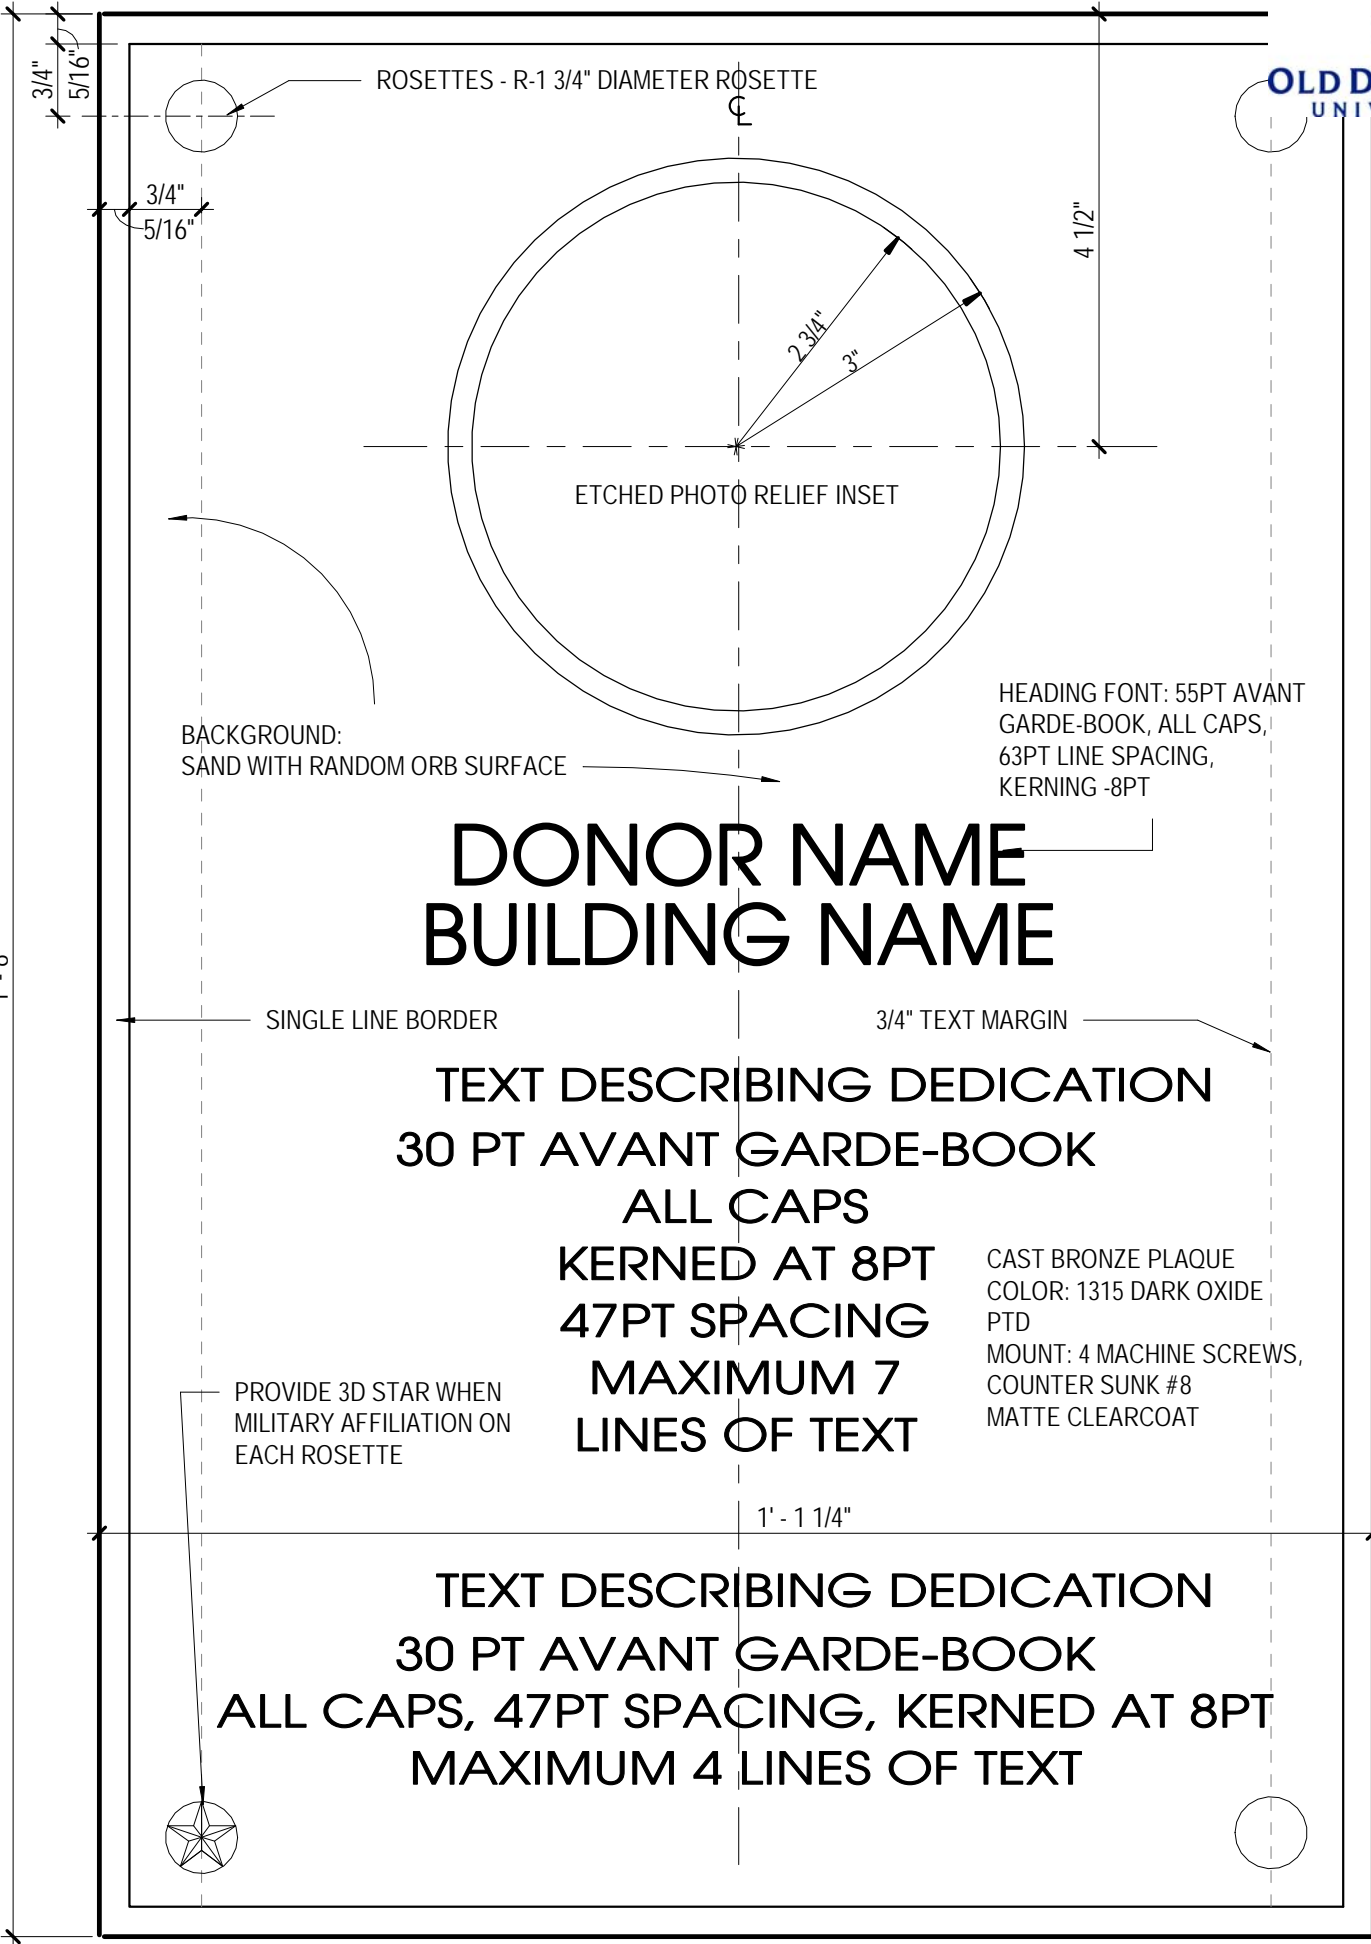 3/4"
5/16"
ROSETTES - R-1 3/4" DIAMETER ROSETTE
OLD D
UNI
℄
3/4"
5/16"
4 1/2"
2 3/4"
3"
ETCHED PHOTO RELIEF INSET
BACKGROUND:
SAND WITH RANDOM ORB SURFACE
HEADING FONT: 55PT AVANT
GARDE-BOOK, ALL CAPS,
63PT LINE SPACING,
KERNING -8PT
DONOR NAME
BUILDING NAME
SINGLE LINE BORDER
3/4" TEXT MARGIN
TEXT DESCRIBING DEDICATION
30 PT AVANT GARDE-BOOK
ALL CAPS
KERNED AT 8PT
47PT SPACING
MAXIMUM 7
LINES OF TEXT
CAST BRONZE PLAQUE
COLOR: 1315 DARK OXIDE
PTD
MOUNT: 4 MACHINE SCREWS,
COUNTER SUNK #8
MATTE CLEARCOAT
PROVIDE 3D STAR WHEN
MILITARY AFFILIATION ON
EACH ROSETTE
1' - 1 1/4"
TEXT DESCRIBING DEDICATION
30 PT AVANT GARDE-BOOK
ALL CAPS, 47PT SPACING, KERNED AT 8PT
MAXIMUM 4 LINES OF TEXT